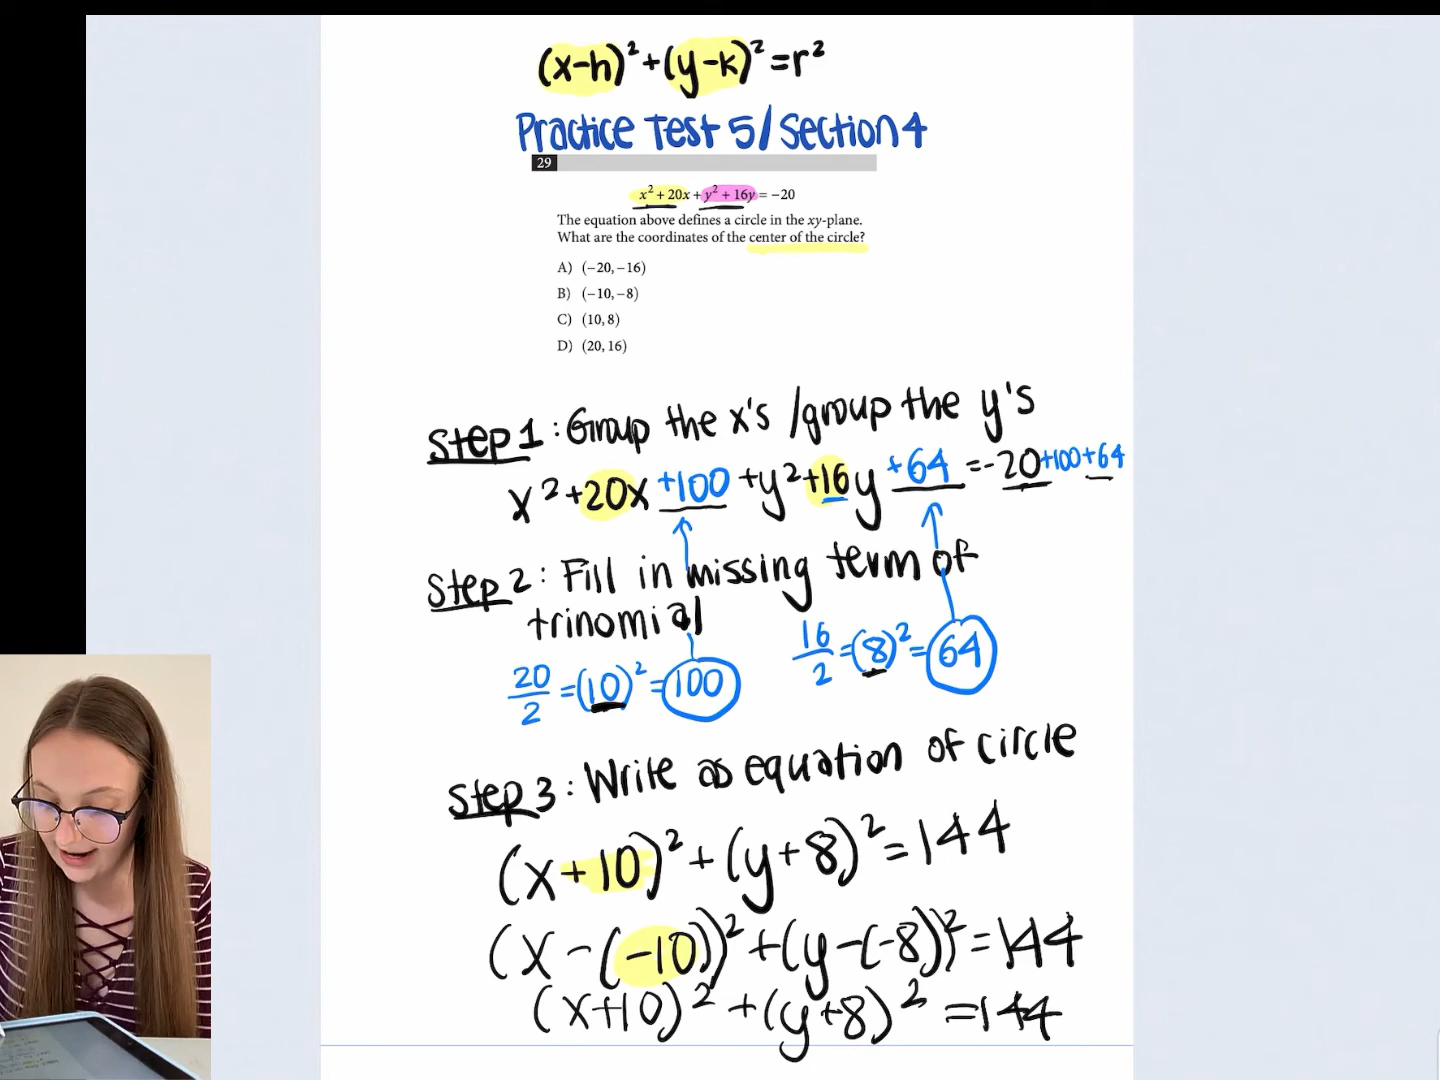 (x-h)² + (y-k)² = r²
Practice Test 5 / Section 4
29
x² + 20x + y² + 16y = −20
The equation above defines a circle in the xy-plane.
What are the coordinates of the center of the circle?
A) (−20, −16)
B) (−10, −8)
C) (10, 8)
D) (20, 16)
Step 1: Group the x's / group the y's
x² + 20x +100 + y² + 16y +64 = -20 +100 +64
Step 2: Fill in missing term of
trinomial
20/2 = (10)² = 100
16/2 = (8)² = 64
Step 3: Write as equation of circle
(x + 10)² + (y + 8)² = 144
(x - (-10))² + (y - (-8))² = 144
(x+10)² + (y+8)² = 144